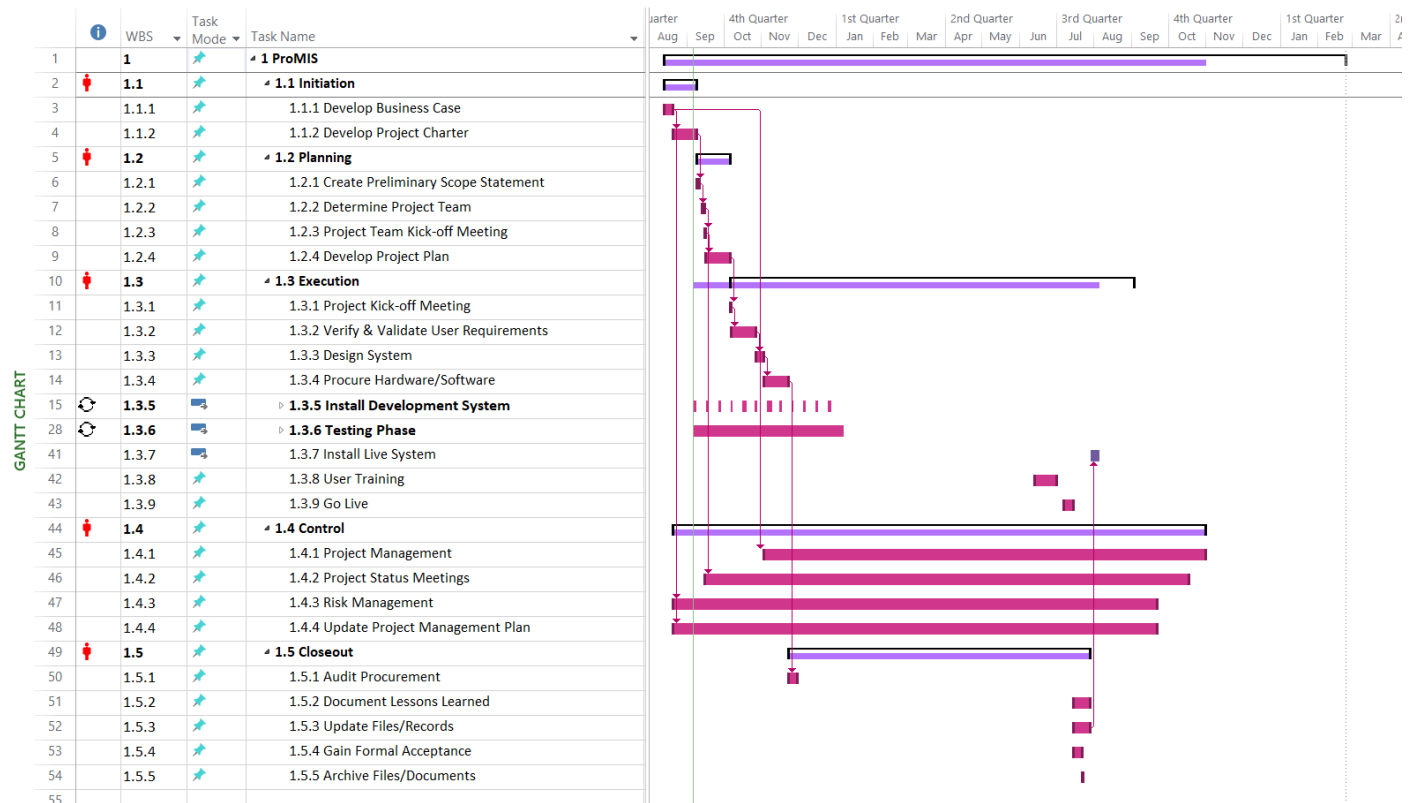 Task
WBS Mode Task Name
uarter 4th Quarter 1st Quarter 2nd Quarter 3rd Quarter 4th Quarter 1st Quarter 2n
Aug Sep Oct Nov Dec Jan Feb Mar Apr May Jun Jul Aug Sep Oct Nov Dec Jan Feb Mar A
1 1 1 ProMIS
2 1.1 1.1 Initiation
3 1.1.1 1.1.1 Develop Business Case
4 1.1.2 1.1.2 Develop Project Charter
5 1.2 1.2 Planning
6 1.2.1 1.2.1 Create Preliminary Scope Statement
7 1.2.2 1.2.2 Determine Project Team
8 1.2.3 1.2.3 Project Team Kick-off Meeting
9 1.2.4 1.2.4 Develop Project Plan
10 1.3 1.3 Execution
11 1.3.1 1.3.1 Project Kick-off Meeting
12 1.3.2 1.3.2 Verify & Validate User Requirements
13 1.3.3 1.3.3 Design System
14 1.3.4 1.3.4 Procure Hardware/Software
15 1.3.5 1.3.5 Install Development System
28 1.3.6 1.3.6 Testing Phase
41 1.3.7 1.3.7 Install Live System
42 1.3.8 1.3.8 User Training
43 1.3.9 1.3.9 Go Live
44 1.4 1.4 Control
45 1.4.1 1.4.1 Project Management
46 1.4.2 1.4.2 Project Status Meetings
47 1.4.3 1.4.3 Risk Management
48 1.4.4 1.4.4 Update Project Management Plan
49 1.5 1.5 Closeout
50 1.5.1 1.5.1 Audit Procurement
51 1.5.2 1.5.2 Document Lessons Learned
52 1.5.3 1.5.3 Update Files/Records
53 1.5.4 1.5.4 Gain Formal Acceptance
54 1.5.5 1.5.5 Archive Files/Documents
55
GANTT CHART